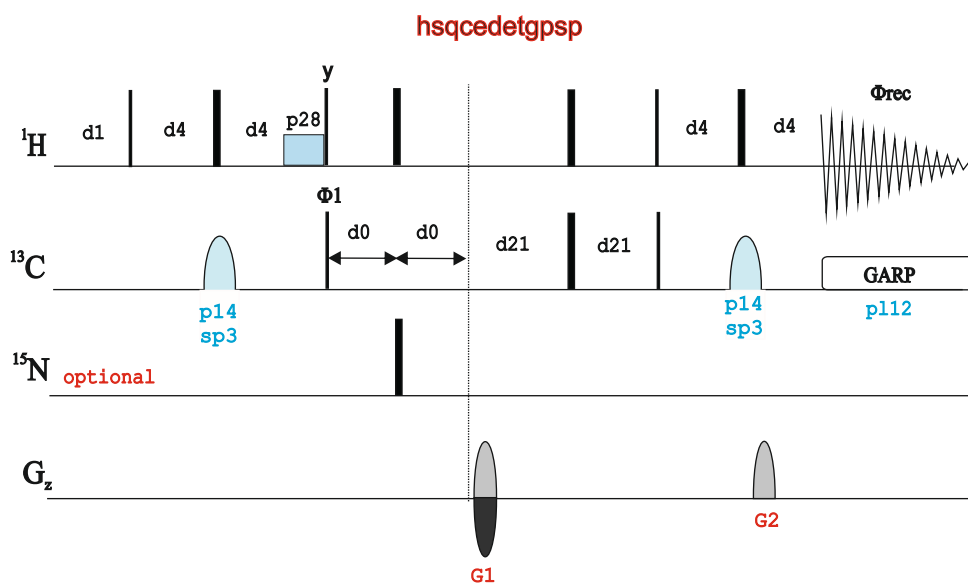 hsqcedetgpsp
y
Φrec
d1 d4 d4 p28 d4 d4
¹H
Φ1
d0 d0
d21 d21
¹³C
GARP
p14 p14 pl12
sp3 sp3
¹⁵N
optional
G_z
G2
G1